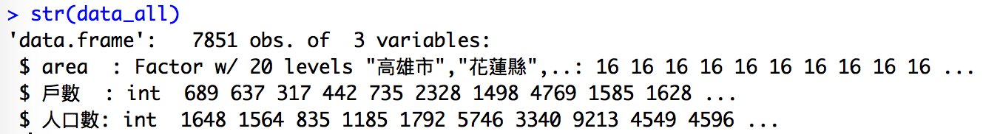 > str(data_all)
'data.frame':   7851 obs. of  3 variables:
 $ area  : Factor w/ 20 levels "高雄市","花蓮縣",..: 16 16 16 16 16 16 16 16 16 16 ...
 $ 戶數  : int  689 637 317 442 735 2328 1498 4769 1585 1628 ...
 $ 人口數: int  1648 1564 835 1185 1792 5746 3340 9213 4549 4596 ...